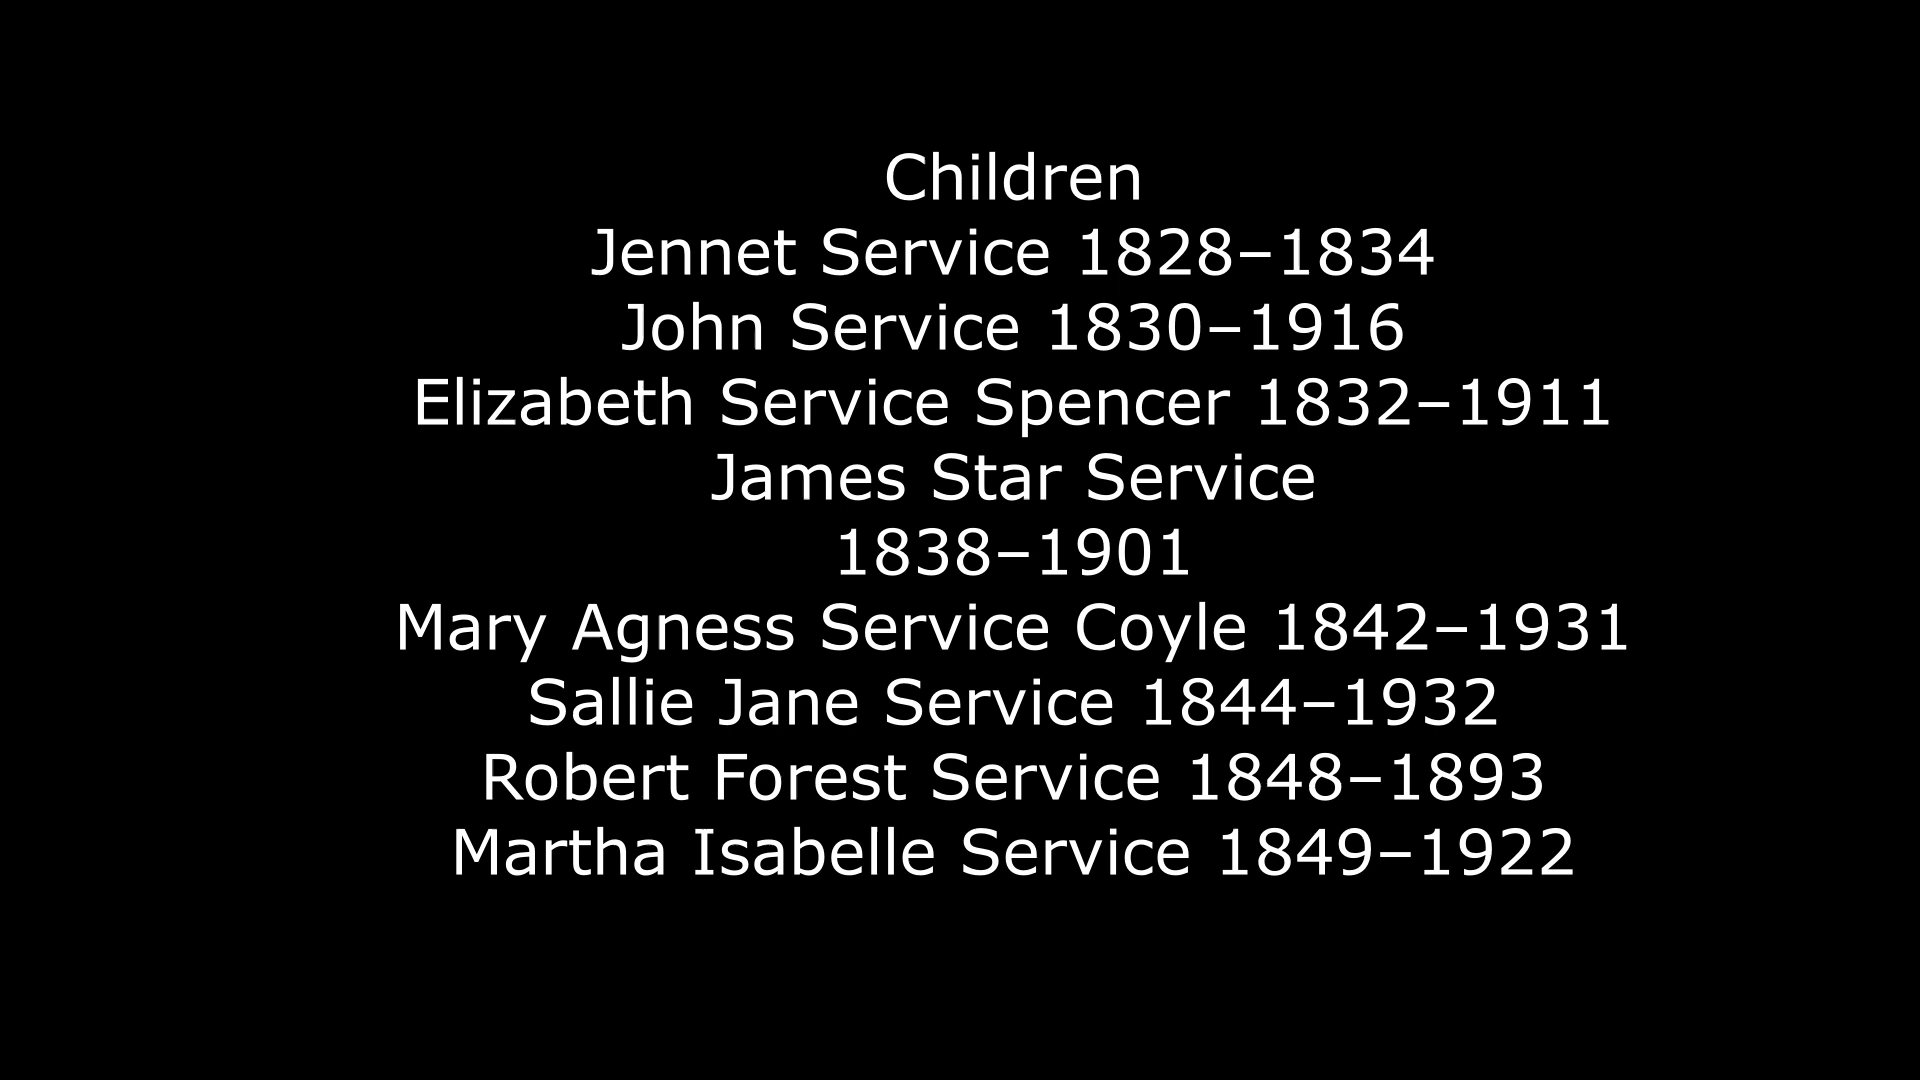 Children
Jennet Service 1828–1834
John Service 1830–1916
Elizabeth Service Spencer 1832–1911
James Star Service
1838–1901
Mary Agness Service Coyle 1842–1931
Sallie Jane Service 1844–1932
Robert Forest Service 1848–1893
Martha Isabelle Service 1849–1922